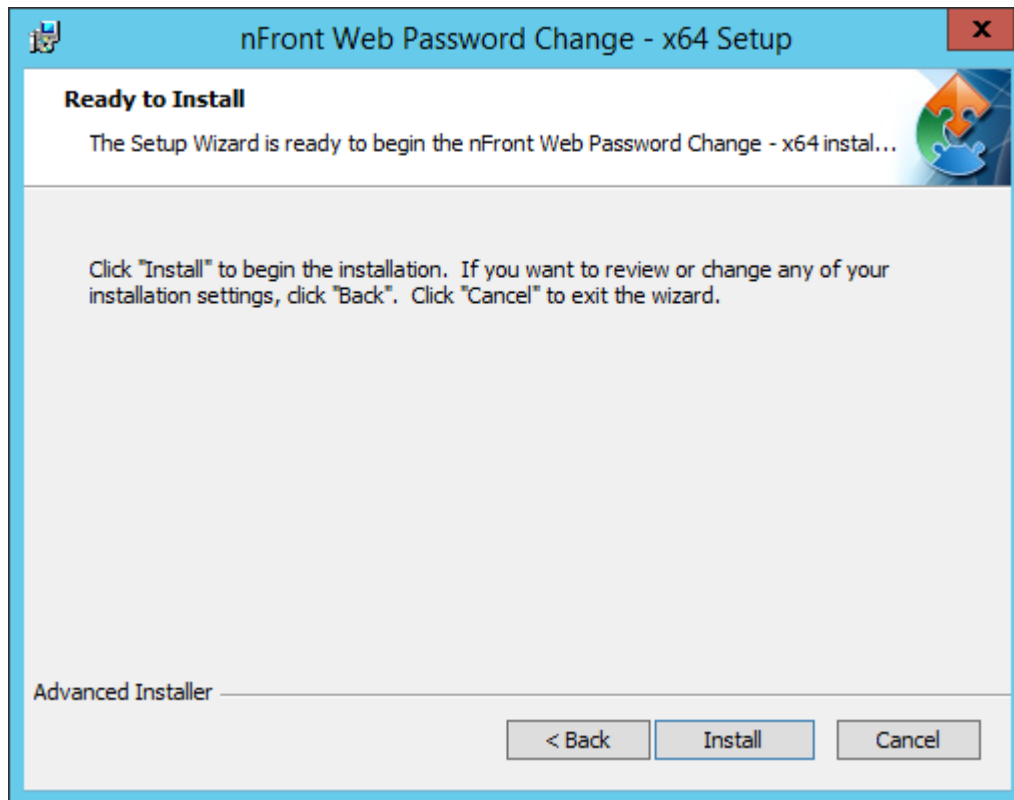 nFront Web Password Change - x64 Setup
x
Ready to Install
The Setup Wizard is ready to begin the nFront Web Password Change - x64 instal...
Click "Install" to begin the installation.  If you want to review or change any of your
installation settings, click "Back".  Click "Cancel" to exit the wizard.
Advanced Installer
< Back
Install
Cancel